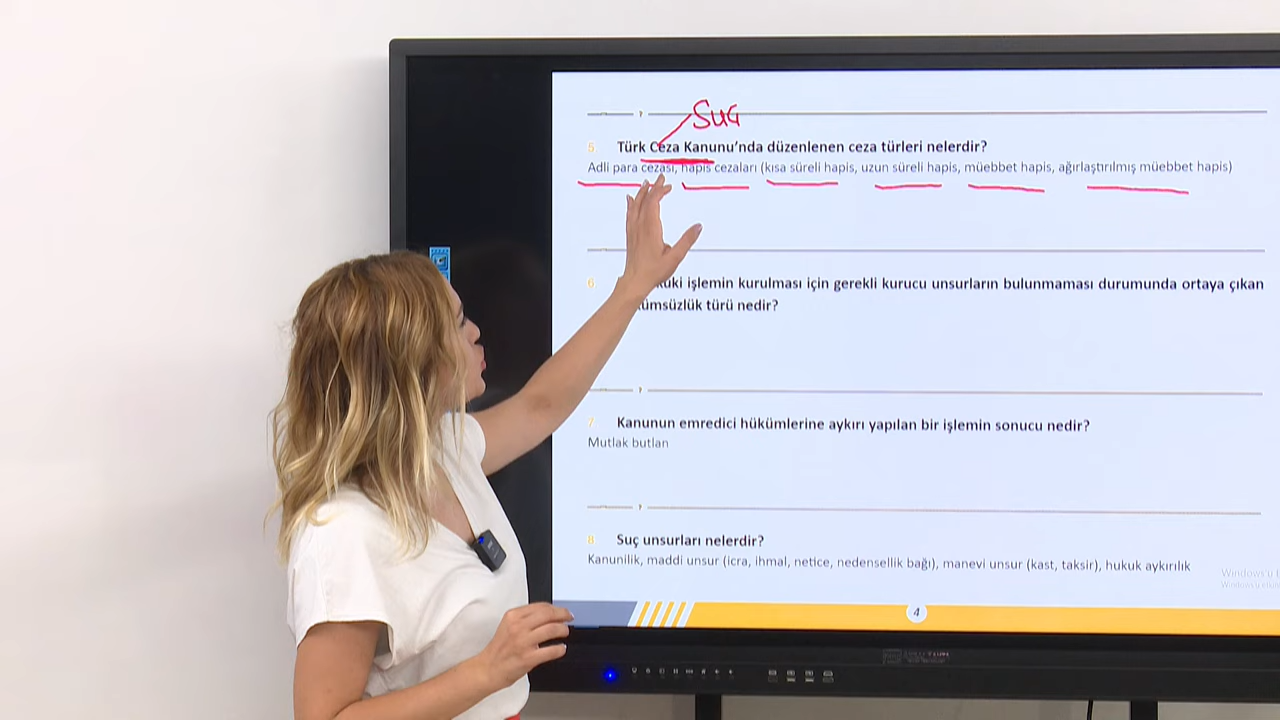 Suç
5. Türk Ceza Kanunu'nda düzenlenen ceza türleri nelerdir?
Adli para cezası, hapis cezaları (kısa süreli hapis, uzun süreli hapis, müebbet hapis, ağırlaştırılmış müebbet hapis)
6. işlemin kurulması için gerekli kurucu unsurların bulunmaması durumunda ortaya çıkan
türü nedir?
7. Kanunun emredici hükümlerine aykırı yapılan bir işlemin sonucu nedir?
Mutlak butlan
8. Suç unsurları nelerdir?
Kanunilik, maddi unsur (icra, ihmal, netice, nedensellik bağı), manevi unsur (kast, taksir), hukuk aykırılık
Windows'u
4